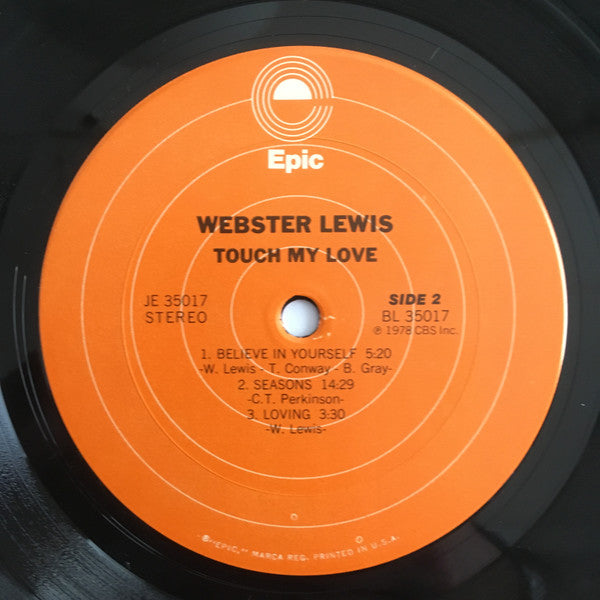 Epic
WEBSTER LEWIS
TOUCH MY LOVE
JE 35017
STEREO
SIDE 2
BL 35017
℗ 1978 CBS Inc.
1. BELIEVE IN YOURSELF 5:20
-W. Lewis - T. Conway - B. Gray-
2. SEASONS 14:29
-C.T. Perkinson-
3. LOVING 3:30
-W. Lewis-
"EPIC," MARCA REG. PRINTED IN U.S.A.